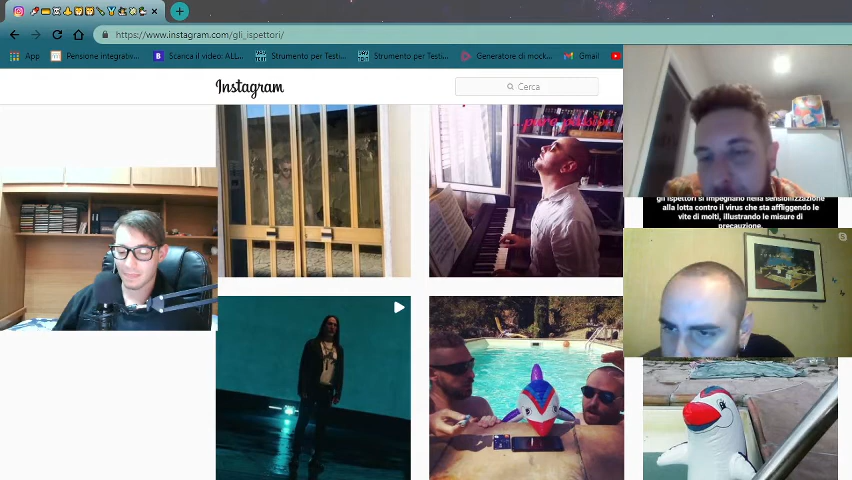 https://www.instagram.com/gli_ispettori/
App
Pensione integrativ...
Scarica il video: ALL...
Strumento per Testi...
Strumento per Testi...
Generatore di mock...
Gmail
Instagram
Cerca
...pura passion
gli ispettori si impegnano nella sensibilizzazione
alla lotta contro il virus che sta affliggendo le
vite di molti, illustrando le misure di
precauzione.